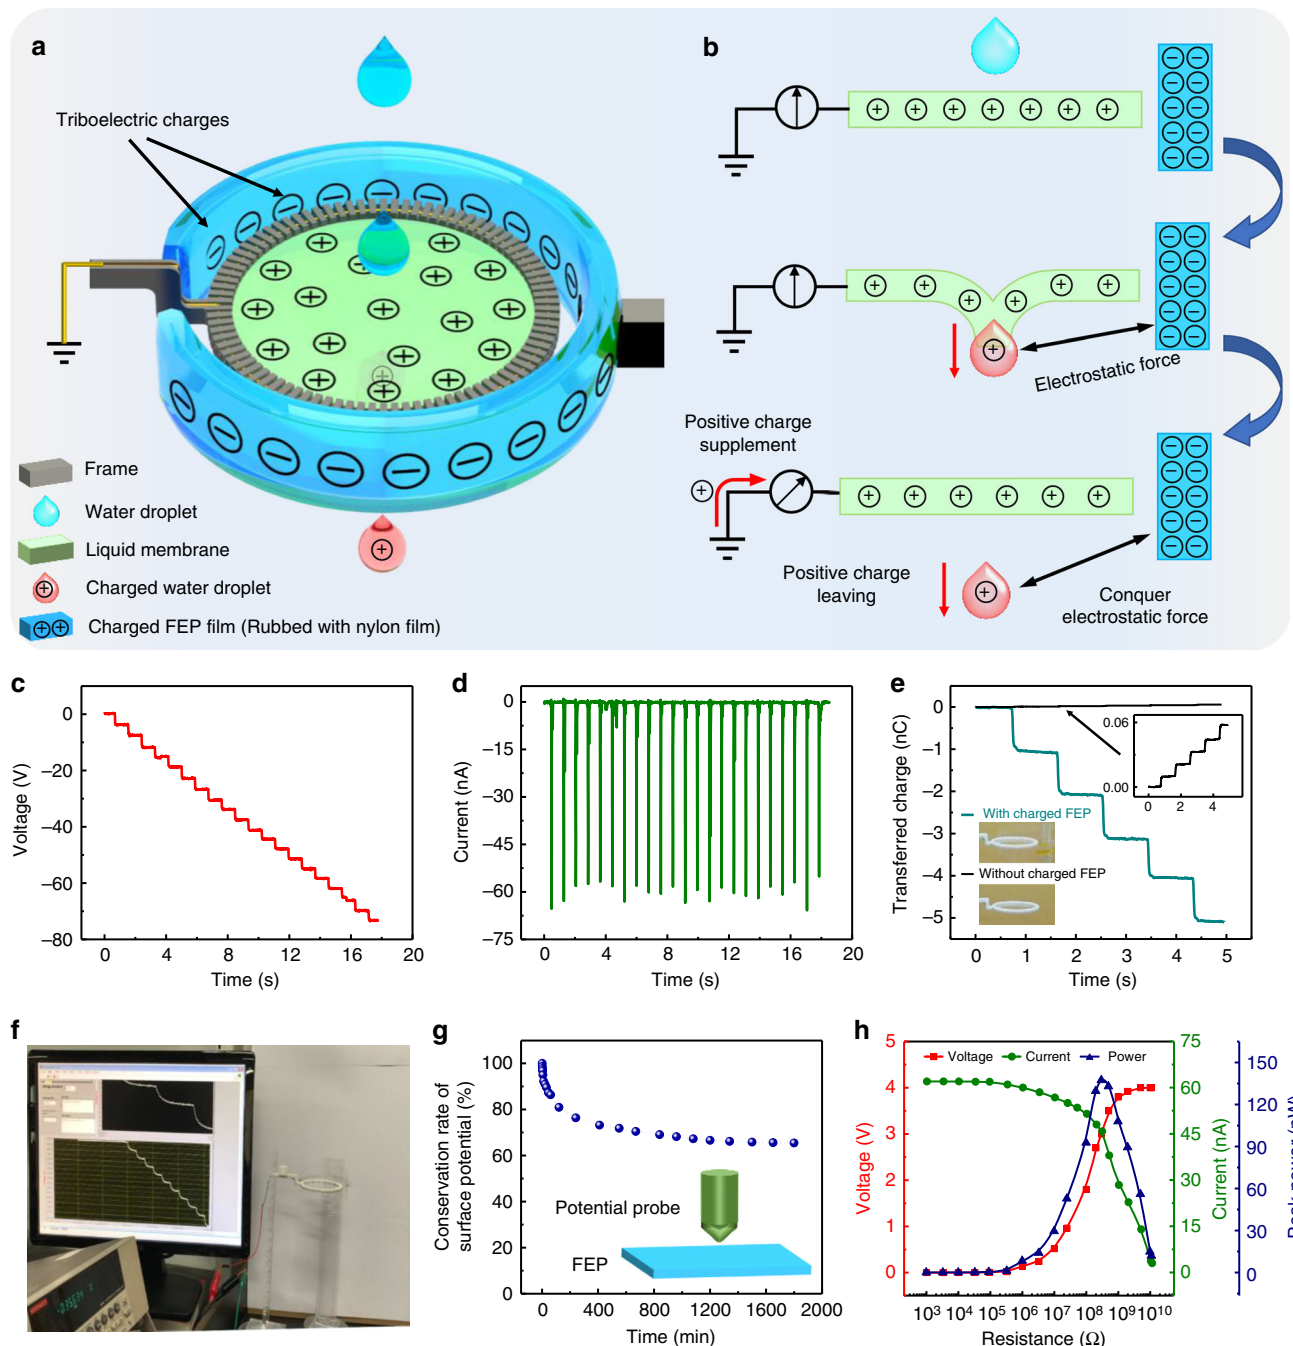 a
Triboelectric charges
Frame
Water droplet
Liquid membrane
Charged water droplet
Charged FEP film (Rubbed with nylon film)
b
Electrostatic force
Positive charge
supplement
Positive charge
leaving
Conquer
electrostatic force
c
Voltage (V)
0
−20
−40
−60
−80
0 4 8 12 16 20
Time (s)
d
Current (nA)
0
−15
−30
−45
−60
−75
0 4 8 12 16 20
Time (s)
e
Transferred charge (nC)
0
−1
−2
−3
−4
−5
0.06
0.00
0 2 4
With charged FEP
Without charged FEP
0 1 2 3 4 5
Time (s)
f
g
Conservation rate of
surface potential (%)
100
80
60
40
20
0
Potential probe
FEP
0 400 800 1200 1600 2000
Time (min)
h
Voltage Current Power
Voltage (V)
5
4
3
2
1
0
Current (nA)
75
60
45
30
15
0
150
120
90
60
30
0
10³ 10⁴ 10⁵ 10⁶ 10⁷ 10⁸ 10⁹ 10¹⁰
Resistance (Ω)